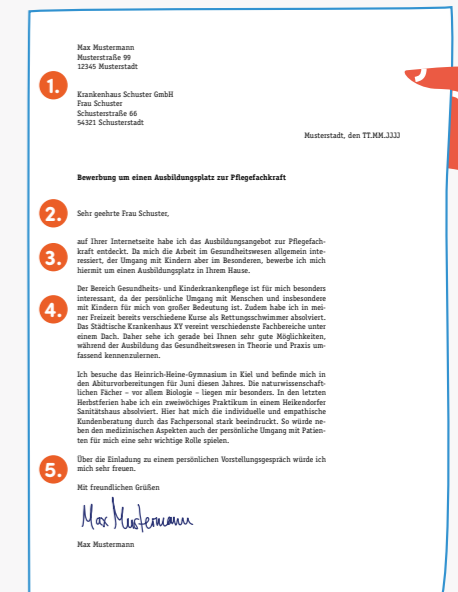 Max Mustermann
Musterstraße 99
12345 Musterstadt
1.
Krankenhaus Schuster GmbH
Frau Schuster
Schusterstraße 66
54321 Schusterstadt
Musterstadt, den TT.MM.JJJJ
Bewerbung um einen Ausbildungsplatz zur Pflegefachkraft
2.
Sehr geehrte Frau Schuster,
3.
auf Ihrer Internetseite habe ich das Ausbildungsangebot zur Pflegefach-
kraft entdeckt. Da mich die Arbeit im Gesundheitswesen allgemein inte-
ressiert, der Umgang mit Kindern aber im Besonderen, bewerbe ich mich
hiermit um einen Ausbildungsplatz in Ihrem Hause.
4.
Der Bereich Gesundheits- und Kinderkrankenpflege ist für mich besonders
interessant, da der persönliche Umgang mit Menschen und insbesondere
mit Kindern für mich von großer Bedeutung ist. Zudem habe ich in mei-
ner Freizeit bereits verschiedene Kurse als Rettungsschwimmer absolviert.
Das Städtische Krankenhaus XY vereint verschiedenste Fachbereiche unter
einem Dach. Daher sehe ich gerade bei Ihnen sehr gute Möglichkeiten,
während der Ausbildung das Gesundheitswesen in Theorie und Praxis um-
fassend kennenzulernen.
Ich besuche das Heinrich-Heine-Gymnasium in Kiel und befinde mich in
den Abiturvorbereitungen für Juni diesen Jahres. Die naturwissenschaft-
lichen Fächer – vor allem Biologie – liegen mir besonders. In den letzten
Herbstferien habe ich ein zweiwöchiges Praktikum in einem Heikendorfer
Sanitätshaus absolviert. Hier hat mich die individuelle und empathische
Kundenberatung durch das Fachpersonal stark beeindruckt. So würde ne-
ben den medizinischen Aspekten auch der persönliche Umgang mit Patien-
ten für mich eine sehr wichtige Rolle spielen.
5.
Über die Einladung zu einem persönlichen Vorstellungsgespräch würde ich
mich sehr freuen.
Mit freundlichen Grüßen
Max Mustermann
Max Mustermann